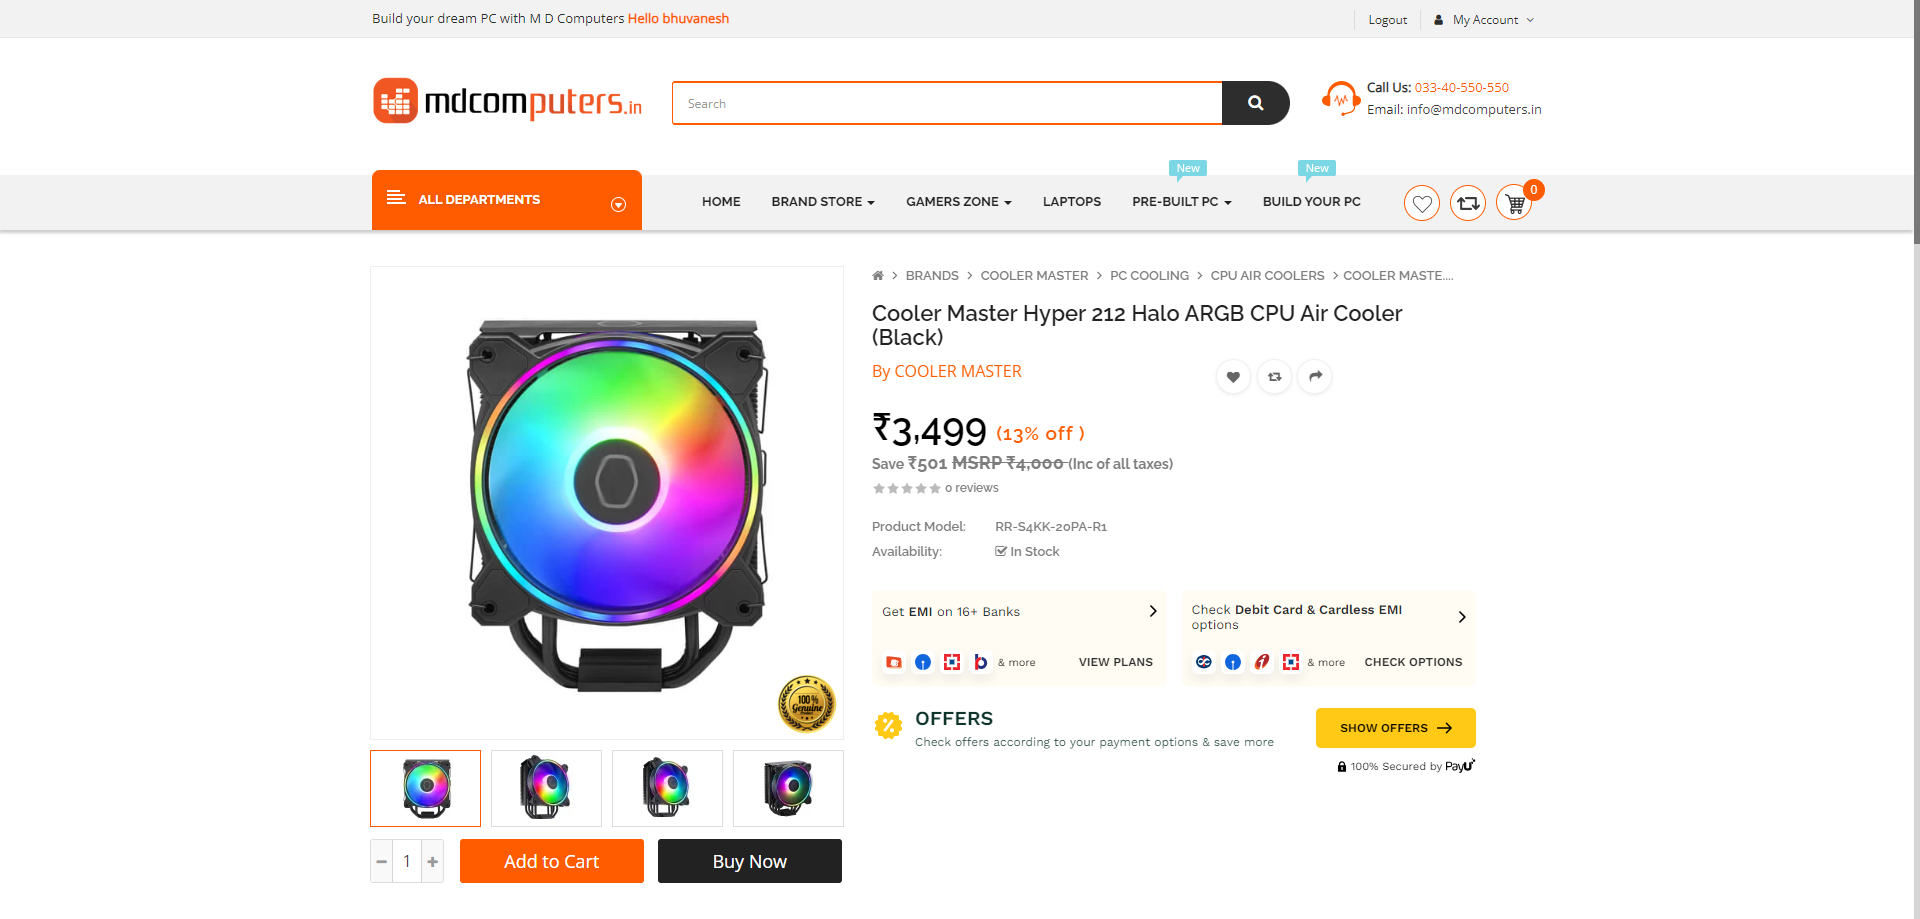 Build your dream PC with M D Computers Hello bhuvanesh
Logout
My Account
mdcomputers.in
Search
Call Us: 033-40-550-550
Email: info@mdcomputers.in
ALL DEPARTMENTS
HOME
BRAND STORE
GAMERS ZONE
LAPTOPS
New
PRE-BUILT PC
New
BUILD YOUR PC
0
BRANDS
COOLER MASTER
PC COOLING
CPU AIR COOLERS
COOLER MASTE....
Cooler Master Hyper 212 Halo ARGB CPU Air Cooler
(Black)
By COOLER MASTER
₹3,499 (13% off )
Save ₹501 MSRP ₹4,000 (Inc of all taxes)
0 reviews
Product Model: RR-S4KK-20PA-R1
Availability: In Stock
Get EMI on 16+ Banks
& more
VIEW PLANS
Check Debit Card & Cardless EMI
options
& more
CHECK OPTIONS
OFFERS
Check offers according to your payment options & save more
SHOW OFFERS
100% Secured by PayU
100%
Genuine
1
Add to Cart
Buy Now